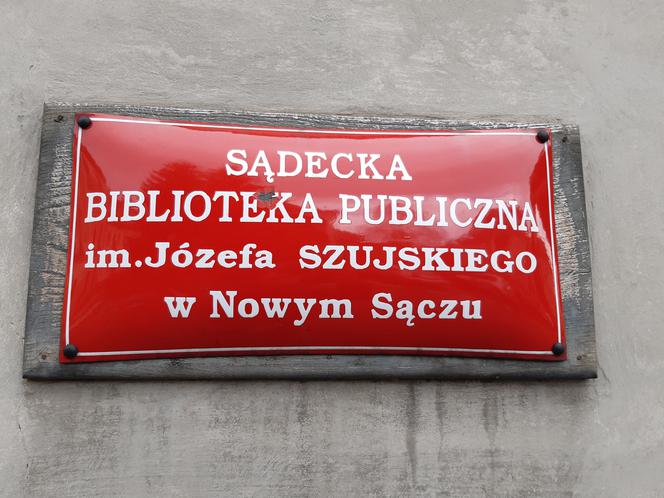 SĄDECKA
BIBLIOTEKA PUBLICZNA
im.Józefa SZUJSKIEGO
w Nowym Sączu